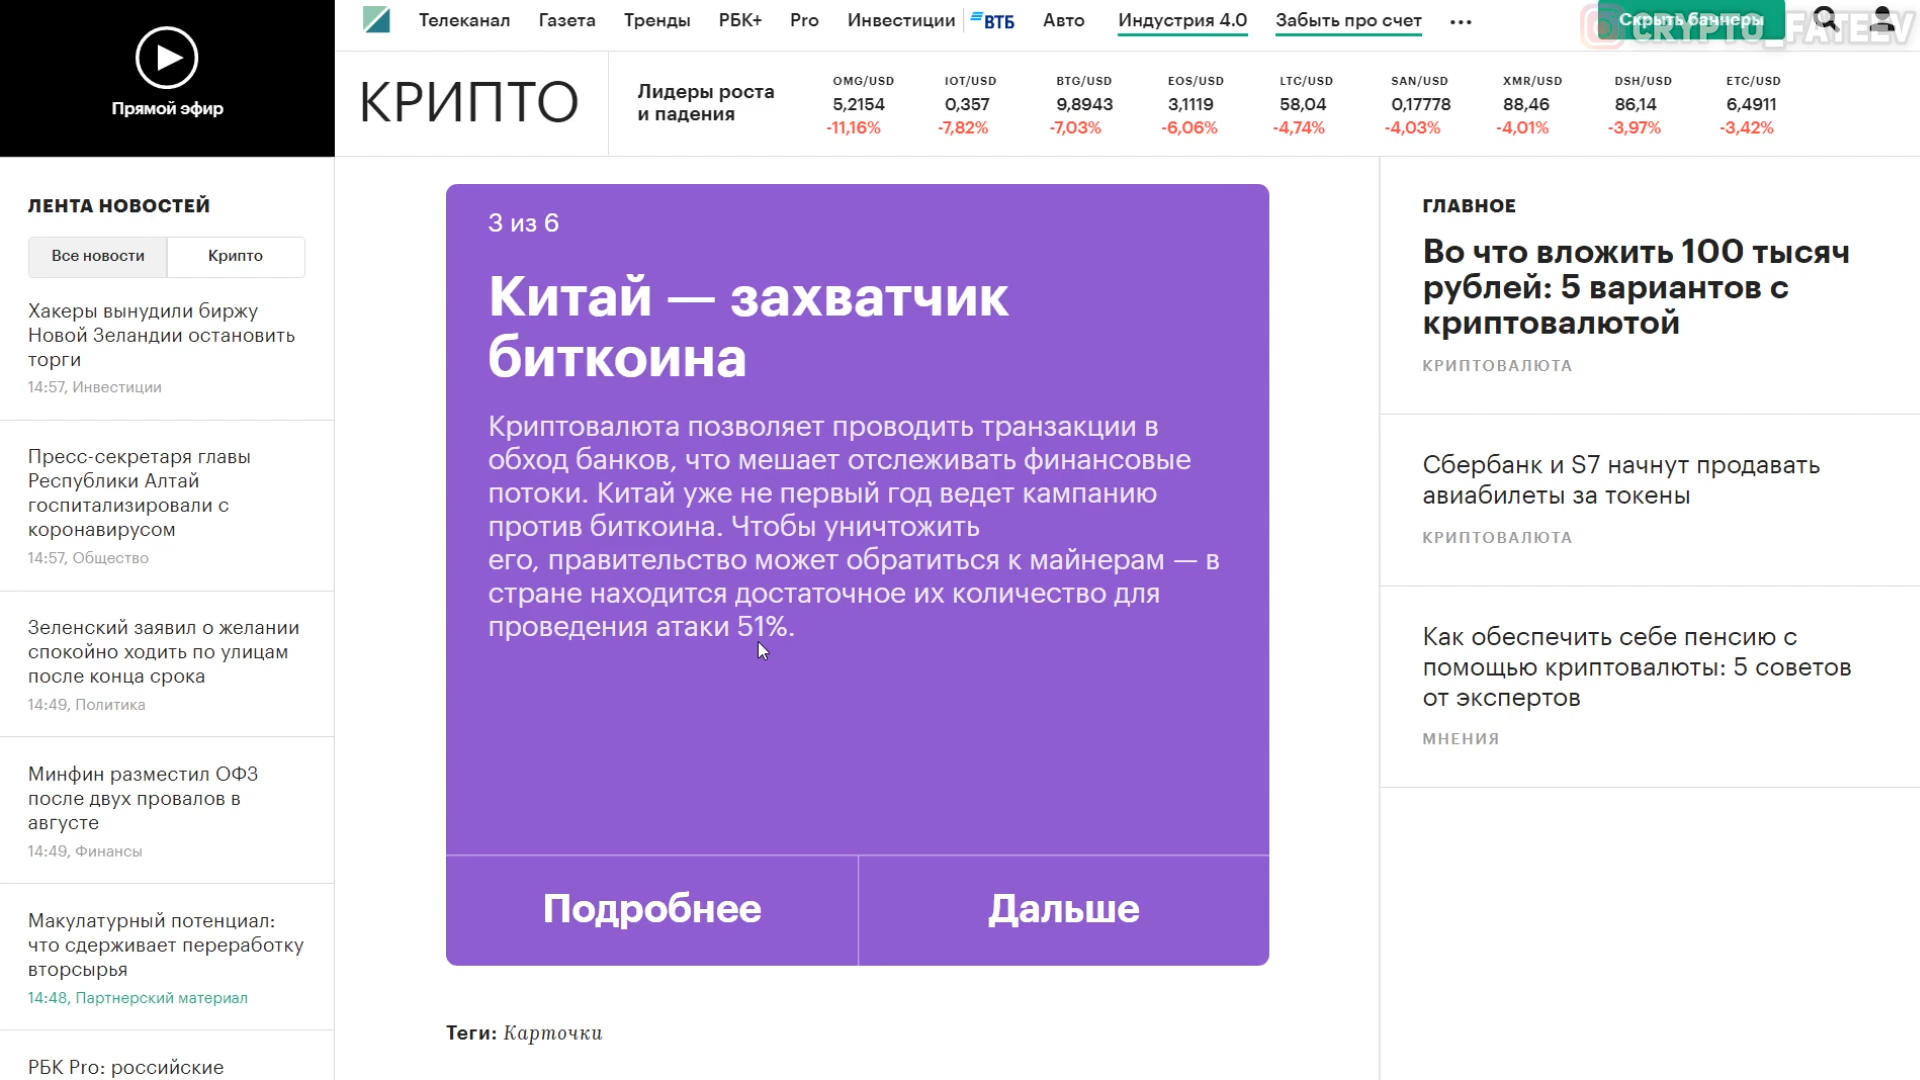 Телеканал Газета Тренды РБК+ Pro Инвестиции ВТБ Авто Индустрия 4.0 Забыть про счет •••
Скрыть баннеры
CRYPTO_FATEEV
Прямой эфир
КРИПТО
Лидеры роста
и падения
OMG/USD IOT/USD BTG/USD EOS/USD LTC/USD SAN/USD XMR/USD DSH/USD ETC/USD
5,2154 0,357 9,8943 3,1119 58,04 0,17778 88,46 86,14 6,4911
-11,16% -7,82% -7,03% -6,06% -4,74% -4,03% -4,01% -3,97% -3,42%
ЛЕНТА НОВОСТЕЙ
Все новости Крипто
Хакеры вынудили биржу
Новой Зеландии остановить
торги
14:57, Инвестиции
Пресс-секретаря главы
Республики Алтай
госпитализировали с
коронавирусом
14:57, Общество
Зеленский заявил о желании
спокойно ходить по улицам
после конца срока
14:49, Политика
Минфин разместил ОФЗ
после двух провалов в
августе
14:49, Финансы
Макулатурный потенциал:
что сдерживает переработку
вторсырья
14:48, Партнерский материал
РБК Pro: российские
3 из 6
Китай — захватчик
биткоина
Криптовалюта позволяет проводить транзакции в
обход банков, что мешает отслеживать финансовые
потоки. Китай уже не первый год ведет кампанию
против биткоина. Чтобы уничтожить
его, правительство может обратиться к майнерам — в
стране находится достаточное их количество для
проведения атаки 51%.
Подробнее Дальше
Теги: Карточки
ГЛАВНОЕ
Во что вложить 100 тысяч
рублей: 5 вариантов с
криптовалютой
КРИПТОВАЛЮТА
Сбербанк и S7 начнут продавать
авиабилеты за токены
КРИПТОВАЛЮТА
Как обеспечить себе пенсию с
помощью криптовалюты: 5 советов
от экспертов
МНЕНИЯ